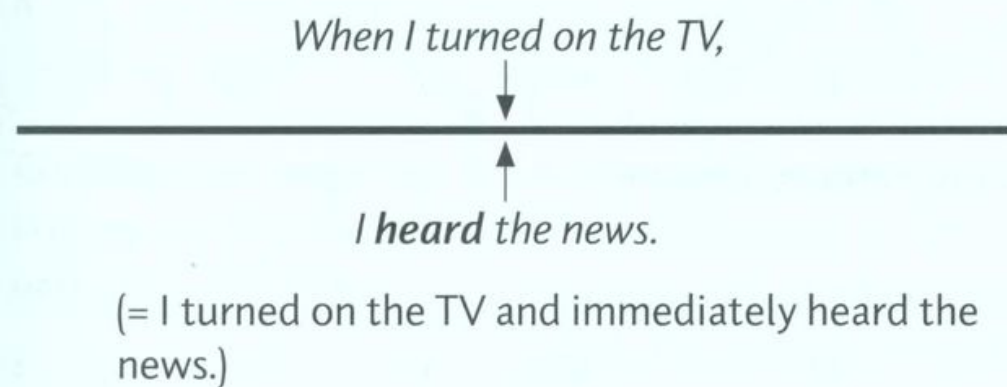 When I turned on the TV,
I heard the news.
(= I turned on the TV and immediately heard the
news.)